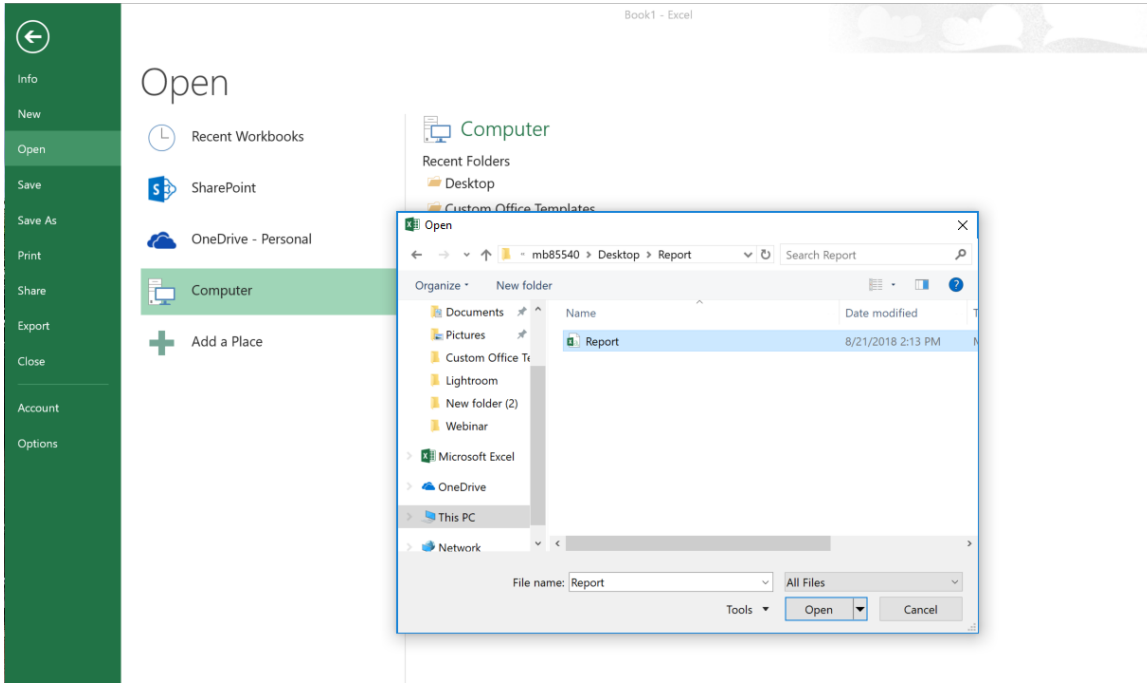 Book1 - Excel
Info
New
Open
Save
Save As
Print
Share
Export
Close
Account
Options
Open
Recent Workbooks
SharePoint
OneDrive - Personal
Computer
Add a Place
Computer
Recent Folders
Desktop
Custom Office Templates
Open
mb85540 > Desktop > Report
Search Report
Organize
New folder
Documents
Pictures
Custom Office Te
Lightroom
New folder (2)
Webinar
Microsoft Excel
OneDrive
This PC
Network
Name
Date modified
Report
8/21/2018 2:13 PM
File name: Report
All Files
Tools
Open
Cancel